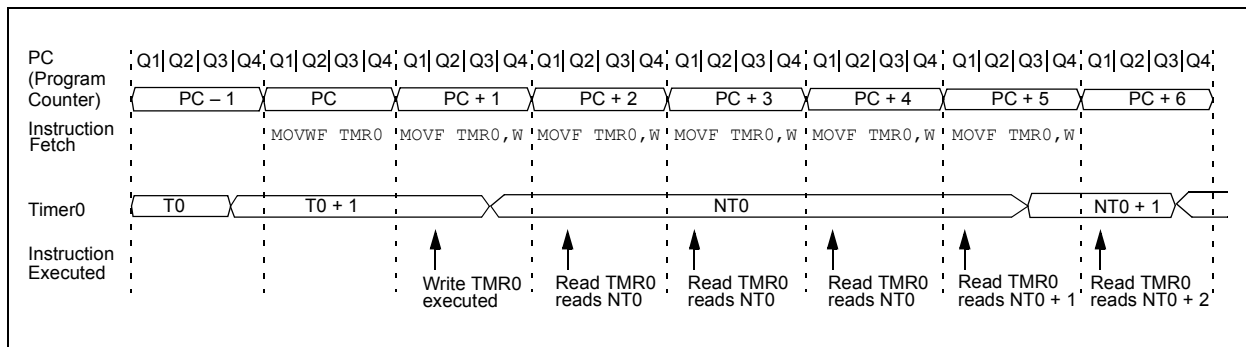 PC
(Program
Counter)
Q1 Q2 Q3 Q4 Q1 Q2 Q3 Q4 Q1 Q2 Q3 Q4 Q1 Q2 Q3 Q4 Q1 Q2 Q3 Q4 Q1 Q2 Q3 Q4 Q1 Q2 Q3 Q4 Q1 Q2 Q3 Q4
PC – 1 PC PC + 1 PC + 2 PC + 3 PC + 4 PC + 5 PC + 6
Instruction
Fetch
MOVWF TMR0 MOVF TMR0,W MOVF TMR0,W MOVF TMR0,W MOVF TMR0,W MOVF TMR0,W
Timer0
T0 T0 + 1 NT0 NT0 + 1
Instruction
Executed
Write TMR0
executed
Read TMR0
reads NT0
Read TMR0
reads NT0
Read TMR0
reads NT0
Read TMR0
reads NT0 + 1
Read TMR0
reads NT0 + 2